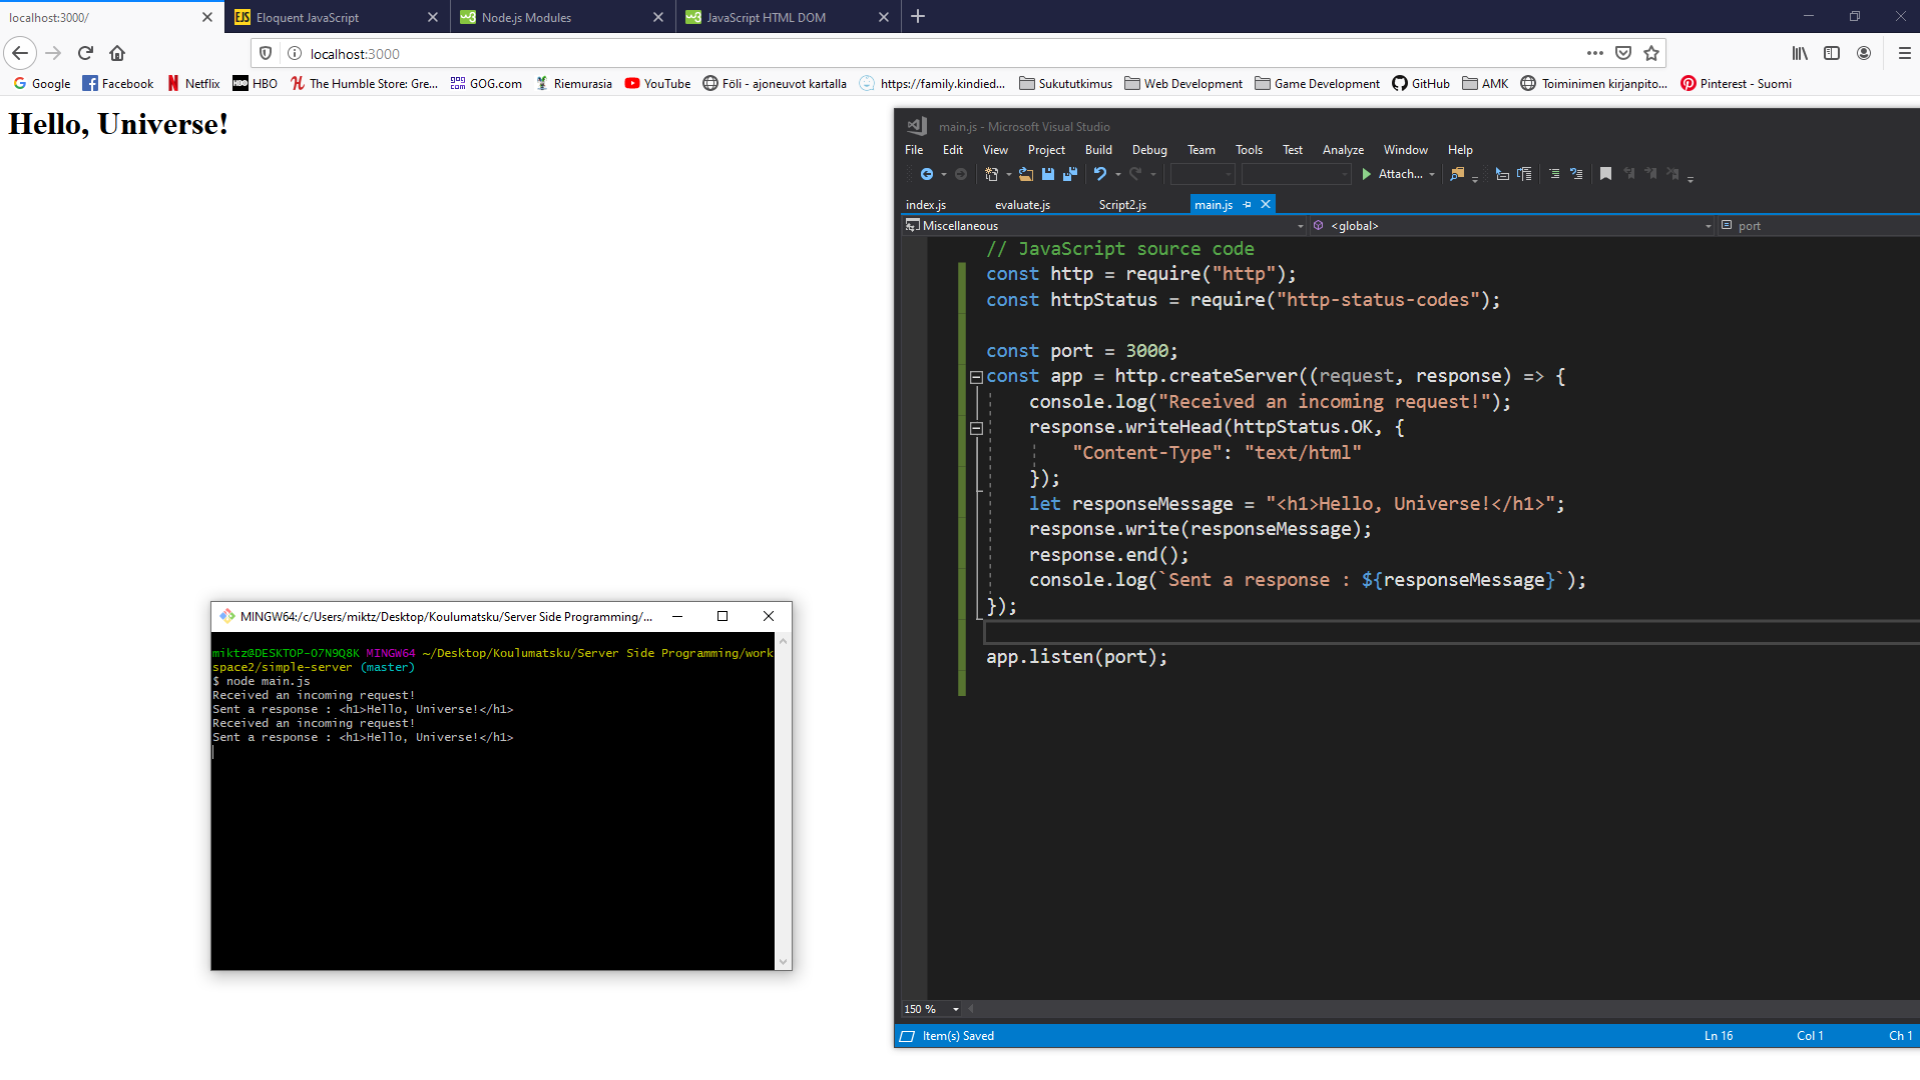 localhost:3000/
Eloquent JavaScript
Node.js Modules
JavaScript HTML DOM
localhost:3000
Google
Facebook
Netflix
HBO
The Humble Store: Gre...
GOG.com
Riemurasia
YouTube
Föli - ajoneuvot kartalla
https://family.kindied...
Sukututkimus
Web Development
Game Development
GitHub
AMK
Toiminimen kirjanpito...
Pinterest - Suomi
Hello, Universe!
main.js - Microsoft Visual Studio
File Edit View Project Build Debug Team Tools Test Analyze Window Help
Attach...
index.js evaluate.js Script2.js main.js
Miscellaneous <global> port
// JavaScript source code
const http = require("http");
const httpStatus = require("http-status-codes");
const port = 3000;
const app = http.createServer((request, response) => {
console.log("Received an incoming request!");
response.writeHead(httpStatus.OK, {
"Content-Type": "text/html"
});
let responseMessage = "<h1>Hello, Universe!</h1>";
response.write(responseMessage);
response.end();
console.log(`Sent a response : ${responseMessage}`);
});
app.listen(port);
150 %
Item(s) Saved Ln 16 Col 1 Ch 1
MINGW64:/c/Users/miktz/Desktop/Koulumatsku/Server Side Programming/...
miktz@DESKTOP-O7N9Q8K MINGW64 ~/Desktop/Koulumatsku/Server Side Programming/work
space2/simple-server (master)
$ node main.js
Received an incoming request!
Sent a response : <h1>Hello, Universe!</h1>
Received an incoming request!
Sent a response : <h1>Hello, Universe!</h1>